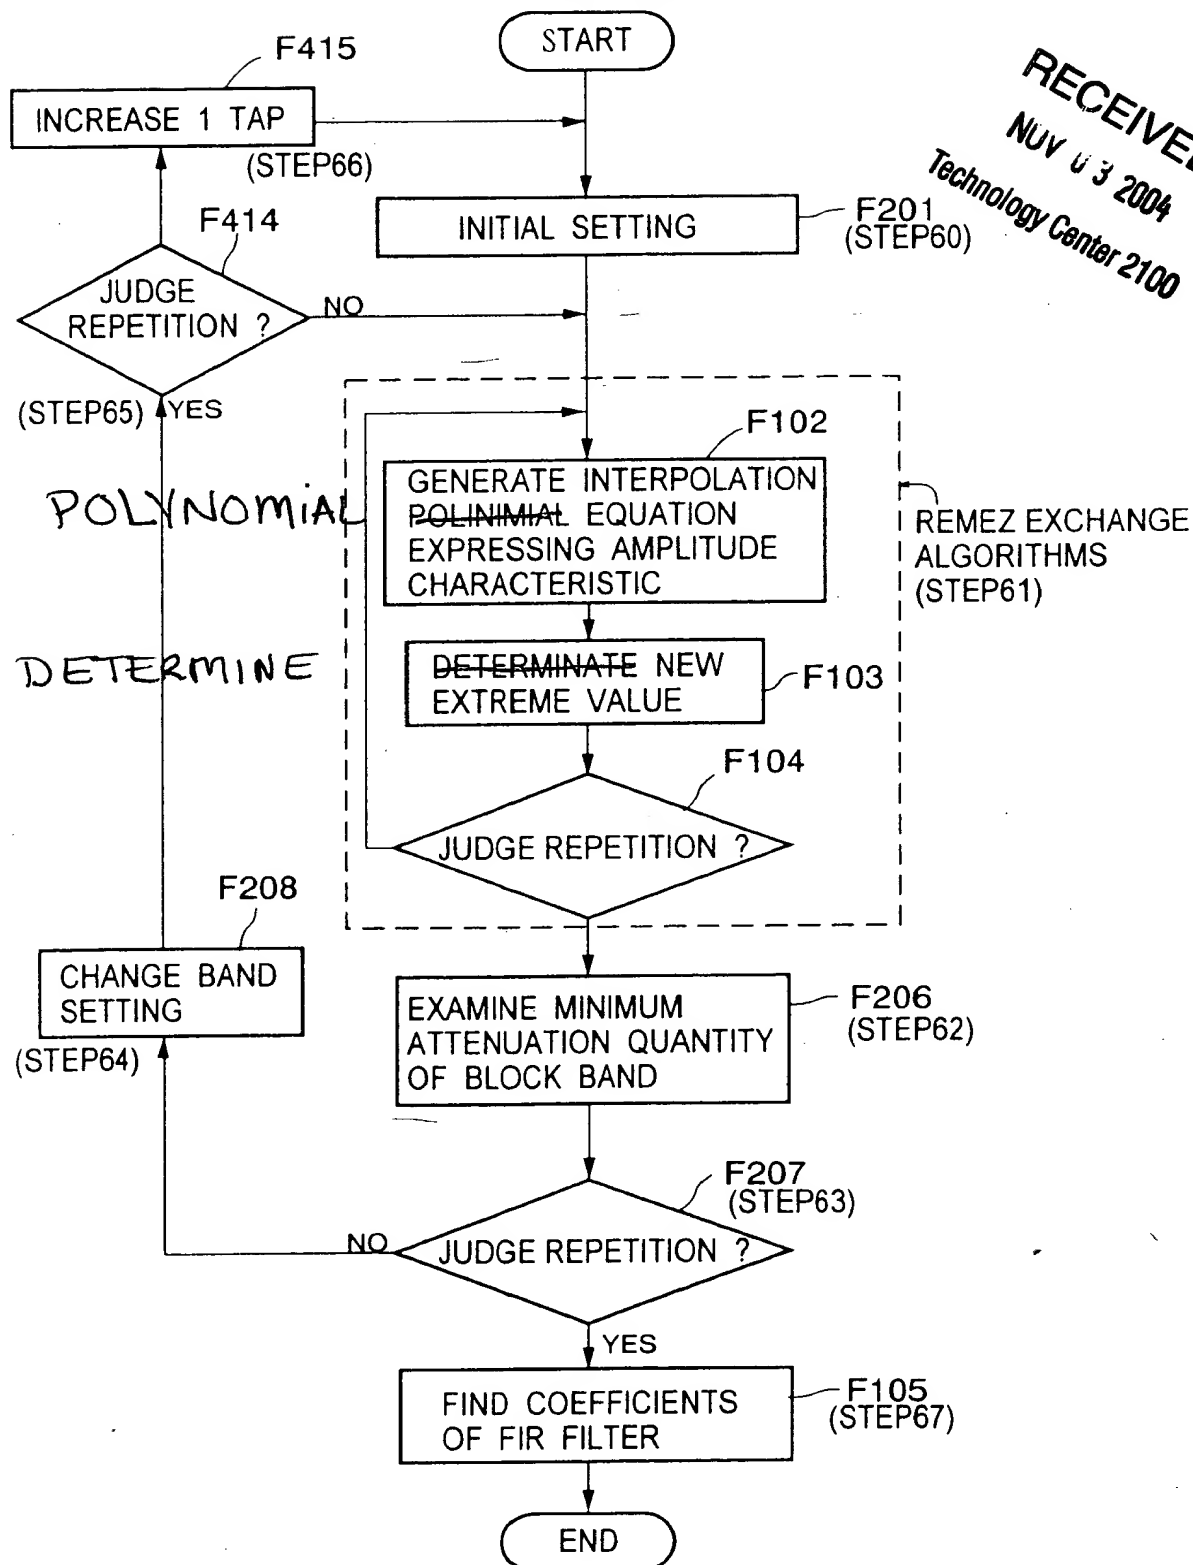 START
F415
INCREASE 1 TAP
(STEP66)
RECEIVE
NOV 03 2004
Technology Center 2100
F201
(STEP60)
INITIAL SETTING
F414
JUDGE
REPETITION ?
NO
(STEP65)
YES
F102
GENERATE INTERPOLATION
POLYNOMIAL
POLINIMIAL EQUATION
EXPRESSING AMPLITUDE
CHARACTERISTIC
REMEZ EXCHANGE
ALGORITHMS
(STEP61)
DETERMINE
DETERMINATE NEW
EXTREME VALUE
F103
F104
JUDGE REPETITION ?
F208
CHANGE BAND
SETTING
(STEP64)
EXAMINE MINIMUM
ATTENUATION QUANTITY
OF BLOCK BAND
F206
(STEP62)
F207
(STEP63)
NO
JUDGE REPETITION ?
YES
FIND COEFFICIENTS
OF FIR FILTER
F105
(STEP67)
END